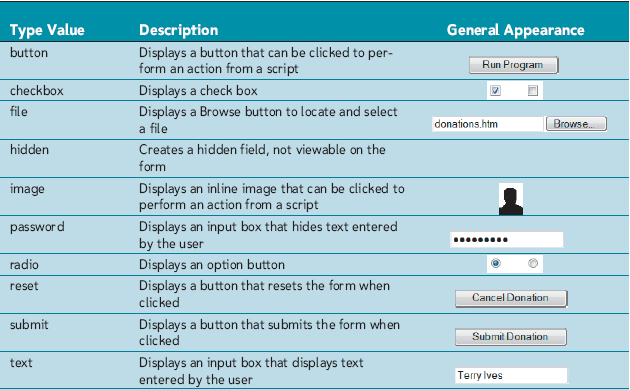 Type Value Description General Appearance
button Displays a button that can be clicked to per-
form an action from a script Run Program
checkbox Displays a check box
file Displays a Browse button to locate and select
a file donations.htm Browse...
hidden Creates a hidden field, not viewable on the
form
image Displays an inline image that can be clicked to
perform an action from a script
password Displays an input box that hides text entered
by the user •••••••••
radio Displays an option button
reset Displays a button that resets the form when
clicked Cancel Donation
submit Displays a button that submits the form when
clicked Submit Donation
text Displays an input box that displays text
entered by the user Terry Ives